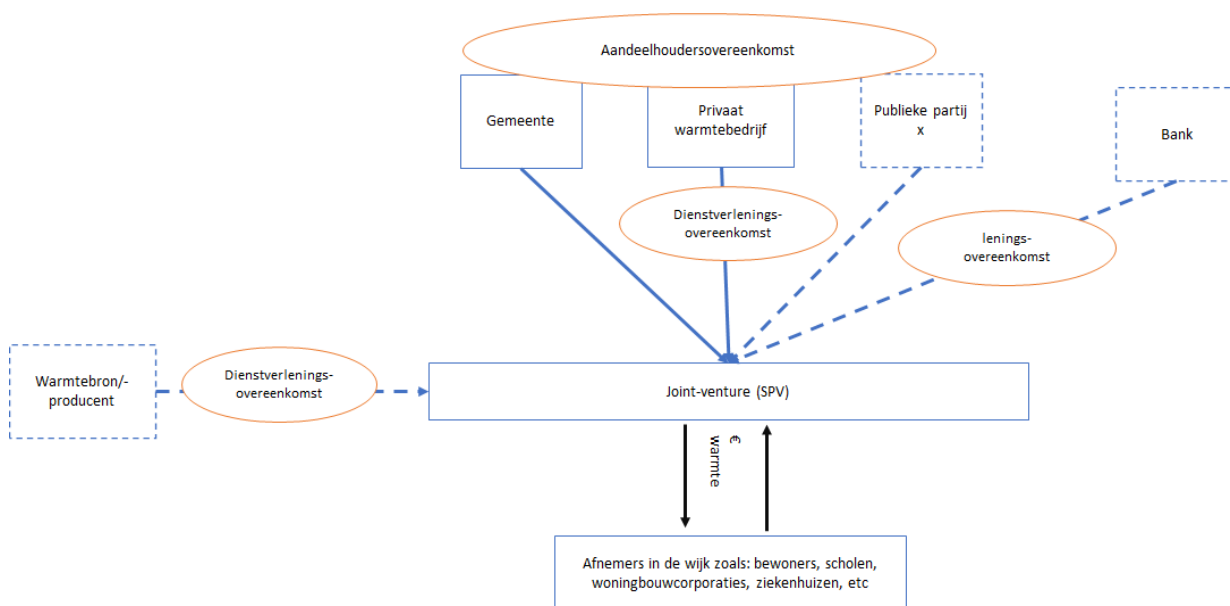 Aandeelhoudersovereenkomst
Gemeente
Privaat
warmtebedrijf
Publieke partij
x
Bank
Dienstverlenings-
overeenkomst
lenings-
overeenkomst
Warmtebron/-
producent
Dienstverlenings-
overeenkomst
Joint-venture (SPV)
€
warmte
Afnemers in de wijk zoals: bewoners, scholen,
woningbouwcorporaties, ziekenhuizen, etc